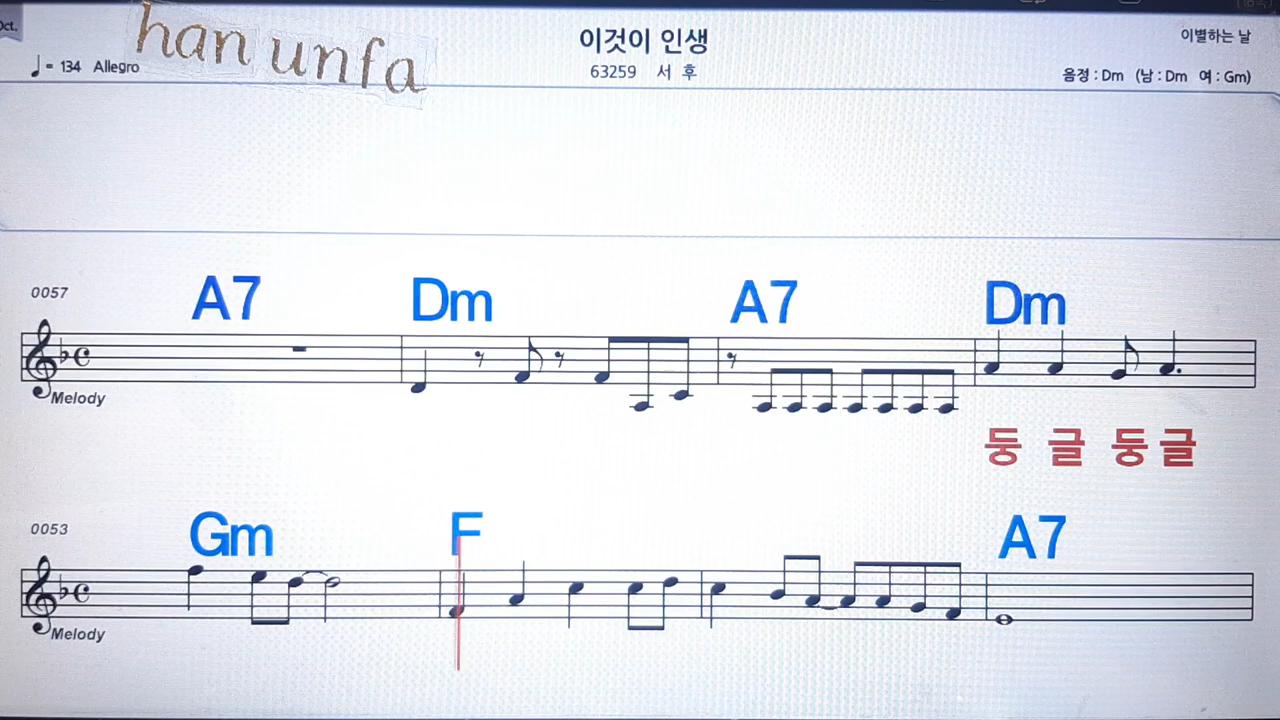 Oct.
han unfa
이것이 인생
이별하는 날
♩= 134 Allegro
63259 서 후
음정 : Dm (남 : Dm 여 : Gm)
0057
A7 Dm A7 Dm
Melody
둥 글 둥 글
0053
Gm F A7
Melody